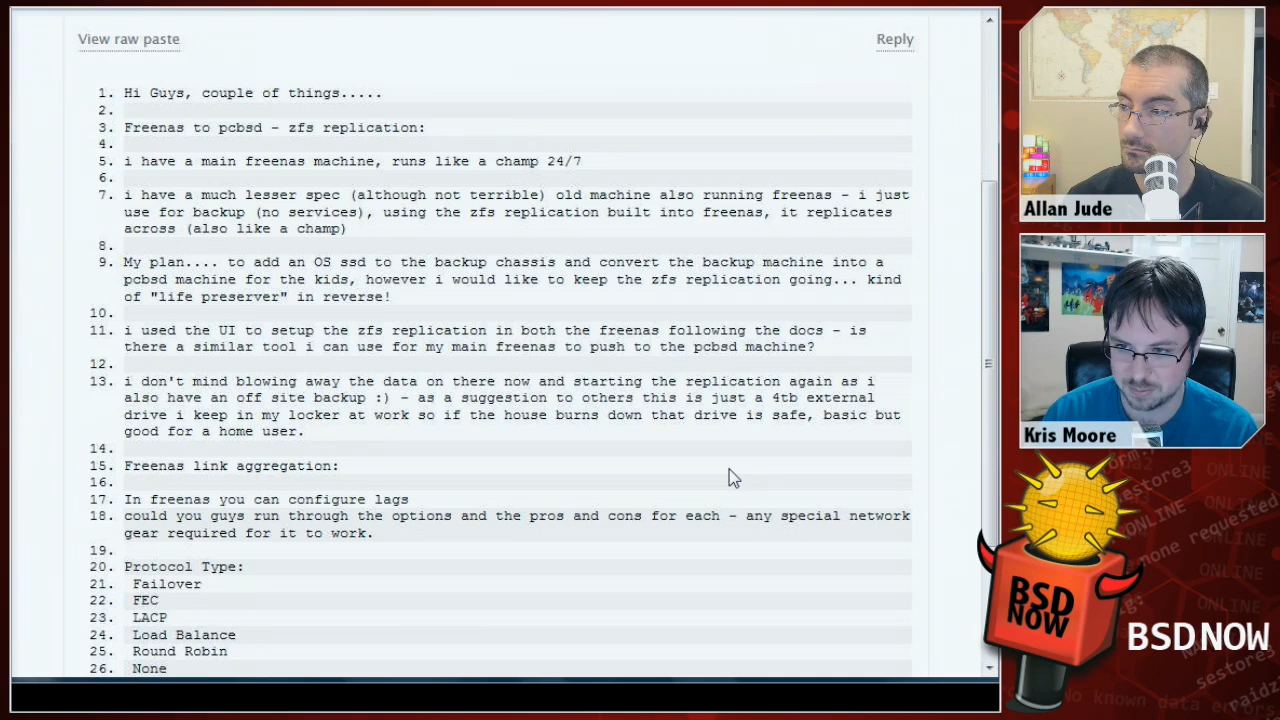 View raw paste
Reply
1. Hi Guys, couple of things.....
2.
3. Freenas to pcbsd - zfs replication:
4.
5. i have a main freenas machine, runs like a champ 24/7
6.
7. i have a much lesser spec (although not terrible) old machine also running freenas - i just
use for backup (no services), using the zfs replication built into freenas, it replicates
across (also like a champ)
8.
9. My plan.... to add an OS ssd to the backup chassis and convert the backup machine into a
pcbsd machine for the kids, however i would like to keep the zfs replication going... kind
of "life preserver" in reverse!
10.
11. i used the UI to setup the zfs replication in both the freenas following the docs - is
there a similar tool i can use for my main freenas to push to the pcbsd machine?
12.
13. i don't mind blowing away the data on there now and starting the replication again as i
also have an off site backup :) - as a suggestion to others this is just a 4tb external
drive i keep in my locker at work so if the house burns down that drive is safe, basic but
good for a home user.
14.
15. Freenas link aggregation:
16.
17. In freenas you can configure lags
18. could you guys run through the options and the pros and cons for each - any special network
gear required for it to work.
19.
20. Protocol Type:
21. Failover
22. FEC
23. LACP
24. Load Balance
25. Round Robin
26. None
Allan Jude
Kris Moore
BSD
NOW
BSD NOW
estore3
ONLINE
ONLINE
none requested
ONLINE
ONLINE
sestore3
No known data errors
raidz